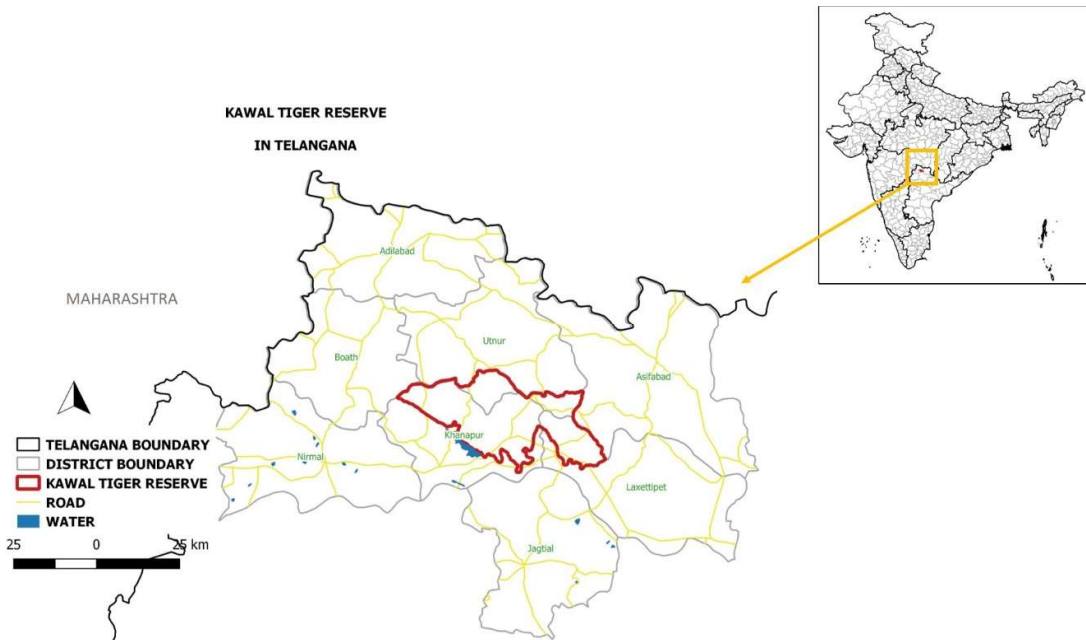 KAWAL TIGER RESERVE
IN TELANGANA
Adilabad
MAHARASHTRA
Utnur
Boath
Asifabad
Khanapur
Nirmal
Laxettipet
Jagtial
TELANGANA BOUNDARY
DISTRICT BOUNDARY
KAWAL TIGER RESERVE
ROAD
WATER
25 0 25 km